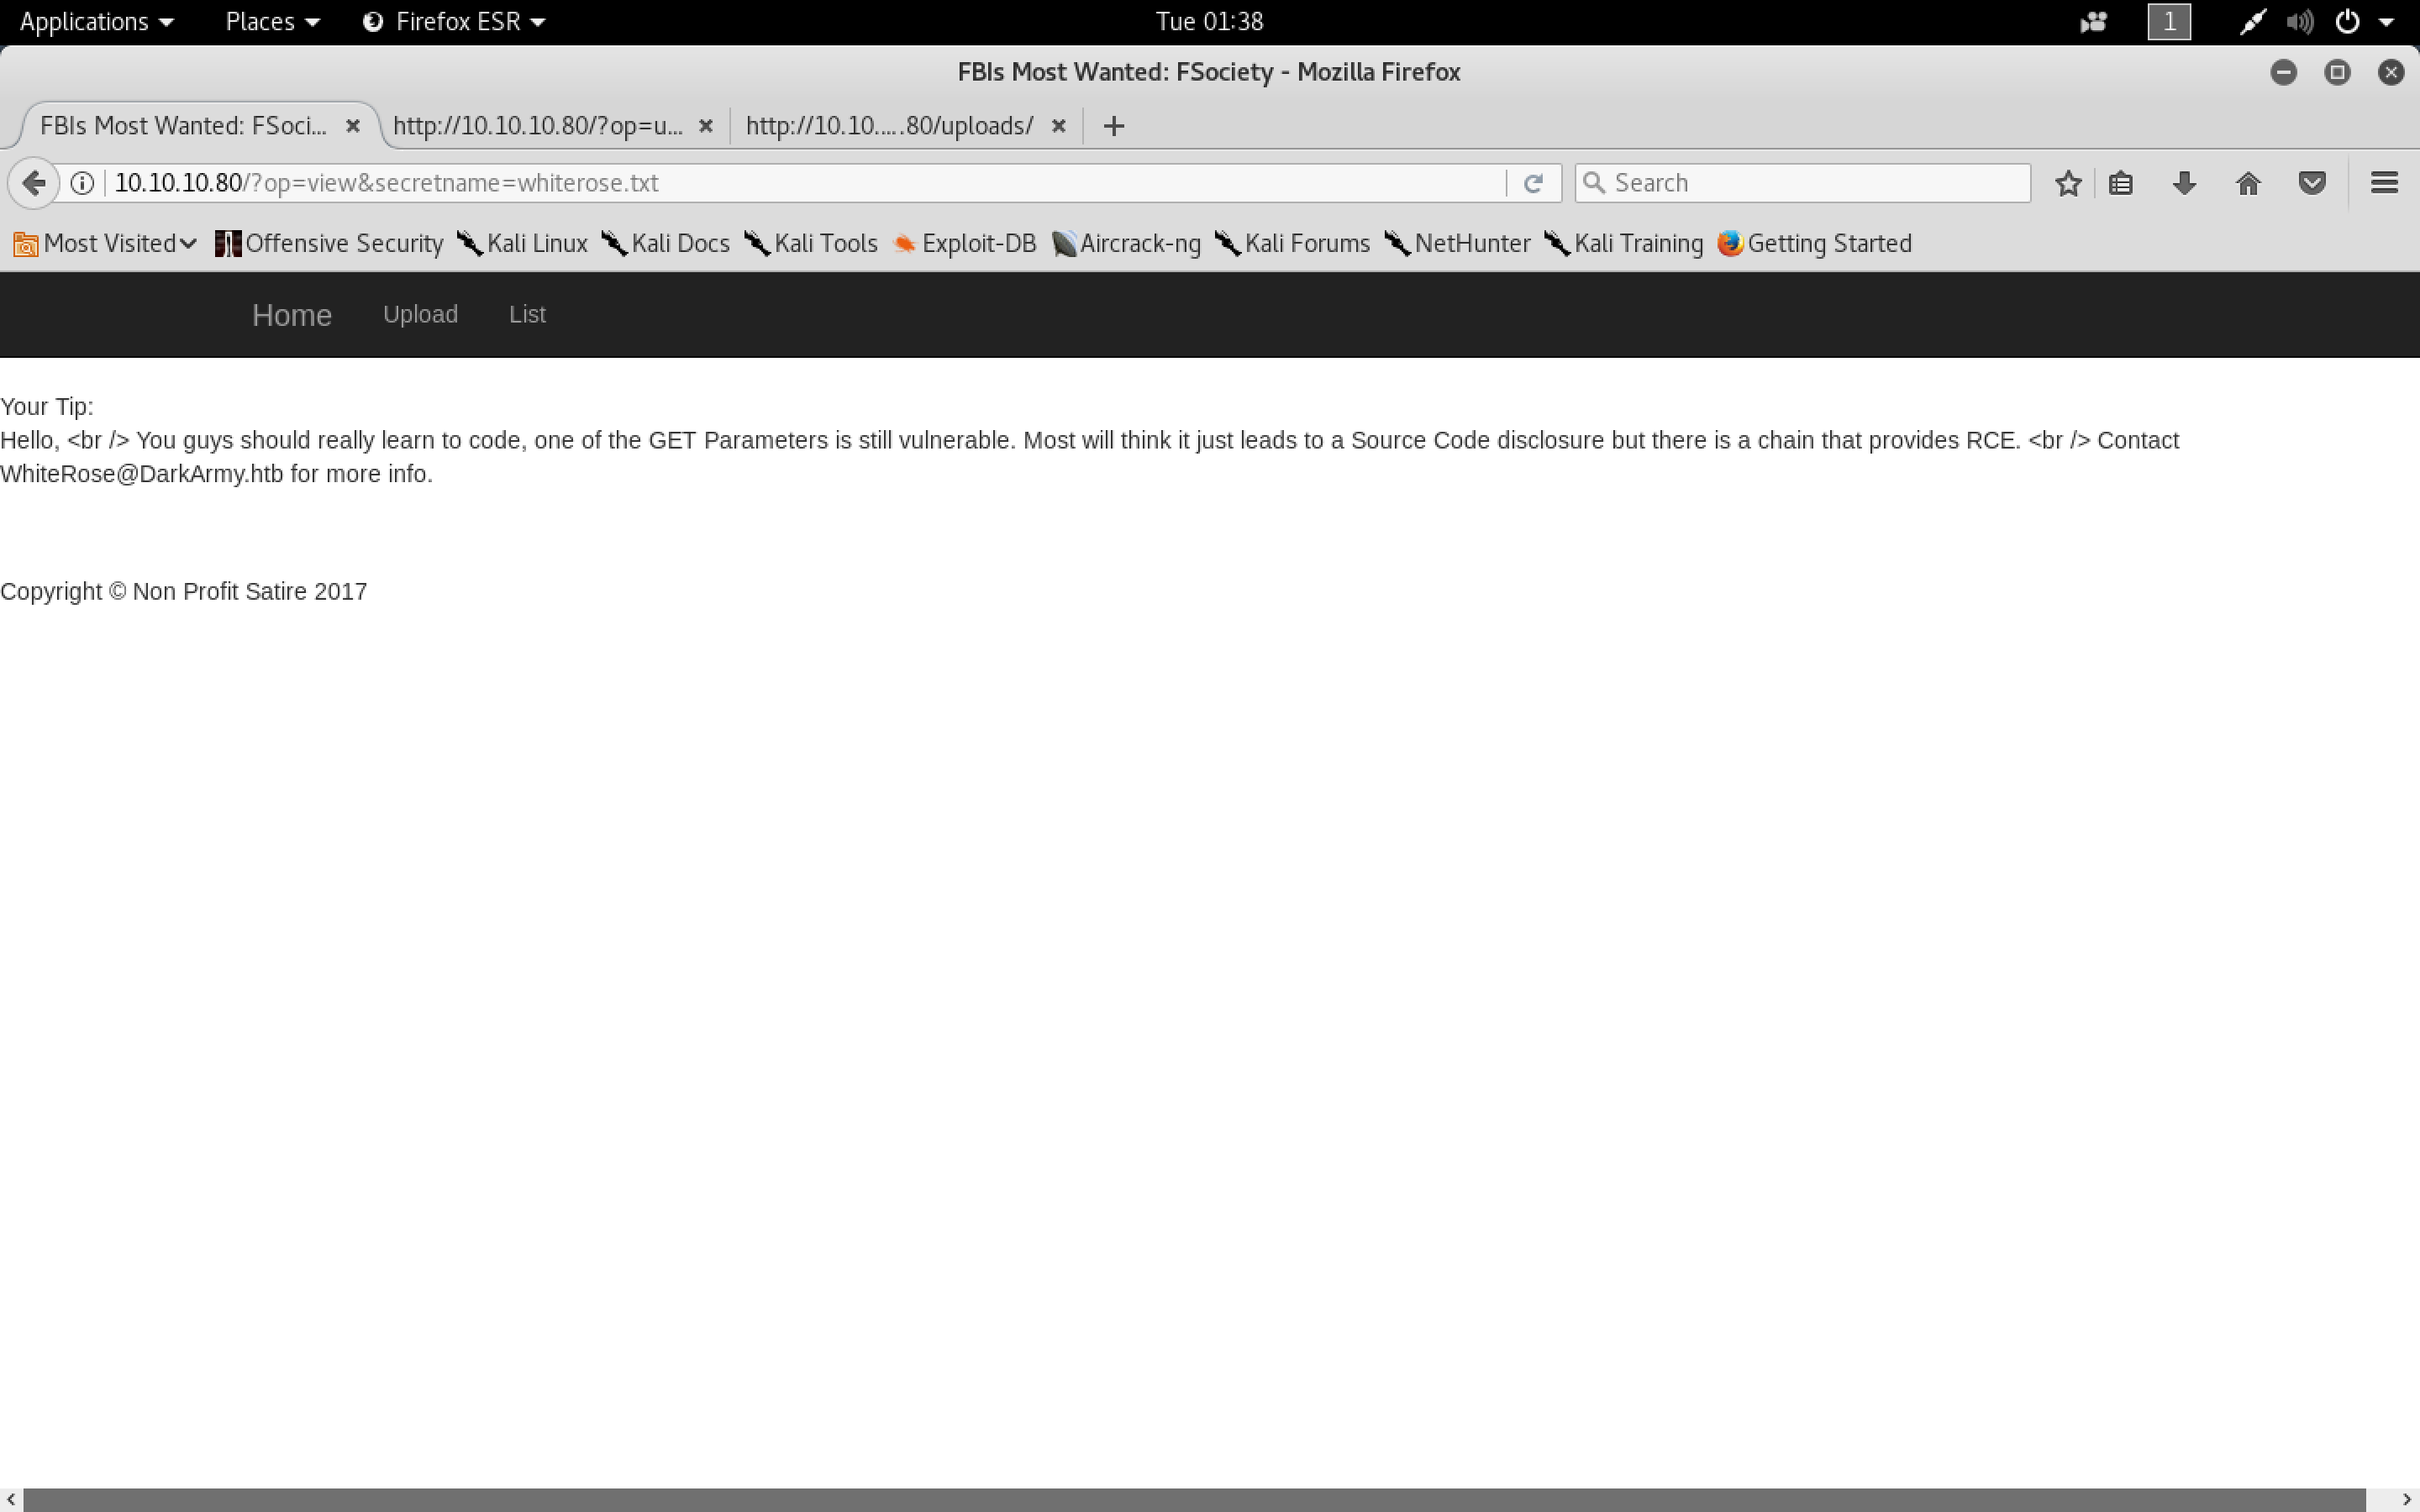 Applications Places Firefox ESR Tue 01:38 1
FBIs Most Wanted: FSociety - Mozilla Firefox
FBIs Most Wanted: FSoci... http://10.10.10.80/?op=u... http://10.10.....80/uploads/
10.10.10.80/?op=view&secretname=whiterose.txt Search
Most Visited Offensive Security Kali Linux Kali Docs Kali Tools Exploit-DB Aircrack-ng Kali Forums NetHunter Kali Training Getting Started
Home Upload List
Your Tip:
Hello, <br /> You guys should really learn to code, one of the GET Parameters is still vulnerable. Most will think it just leads to a Source Code disclosure but there is a chain that provides RCE. <br /> Contact
WhiteRose@DarkArmy.htb for more info.
Copyright © Non Profit Satire 2017